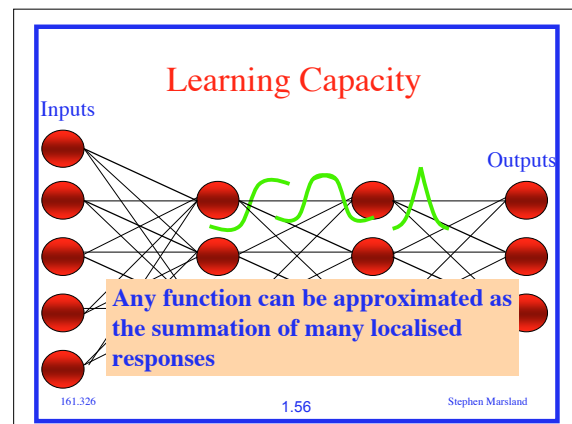 Learning Capacity
Inputs
Outputs
Any function can be approximated as
the summation of many localised
responses
161.326
1.56
Stephen Marsland